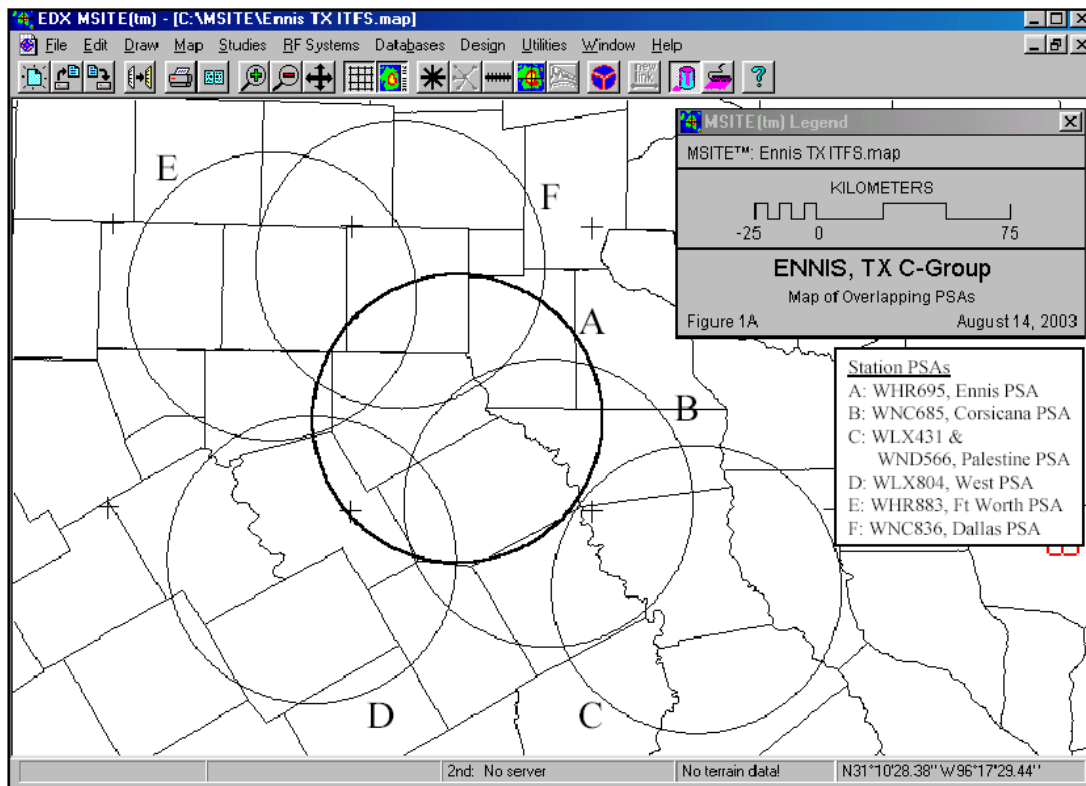 EDX MSITE(tm) - [C:\MSITE\Ennis TX ITFS.map]
File Edit Draw Map Studies RF Systems Databases Design Utilities Window Help
new link
?
MSITE(tm) Legend
MSITE™: Ennis TX ITFS.map
KILOMETERS
-25 0 75
ENNIS, TX C-Group
Map of Overlapping PSAs
Figure 1A August 14, 2003
E
F
A
B
D
C
Station PSAs
A: WHR695, Ennis PSA
B: WNC685, Corsicana PSA
C: WLX431 &
WND566, Palestine PSA
D: WLX804, West PSA
E: WHR883, Ft Worth PSA
F: WNC836, Dallas PSA
2nd: No server No terrain data! N31°10'28.38'' W96°17'29.44''